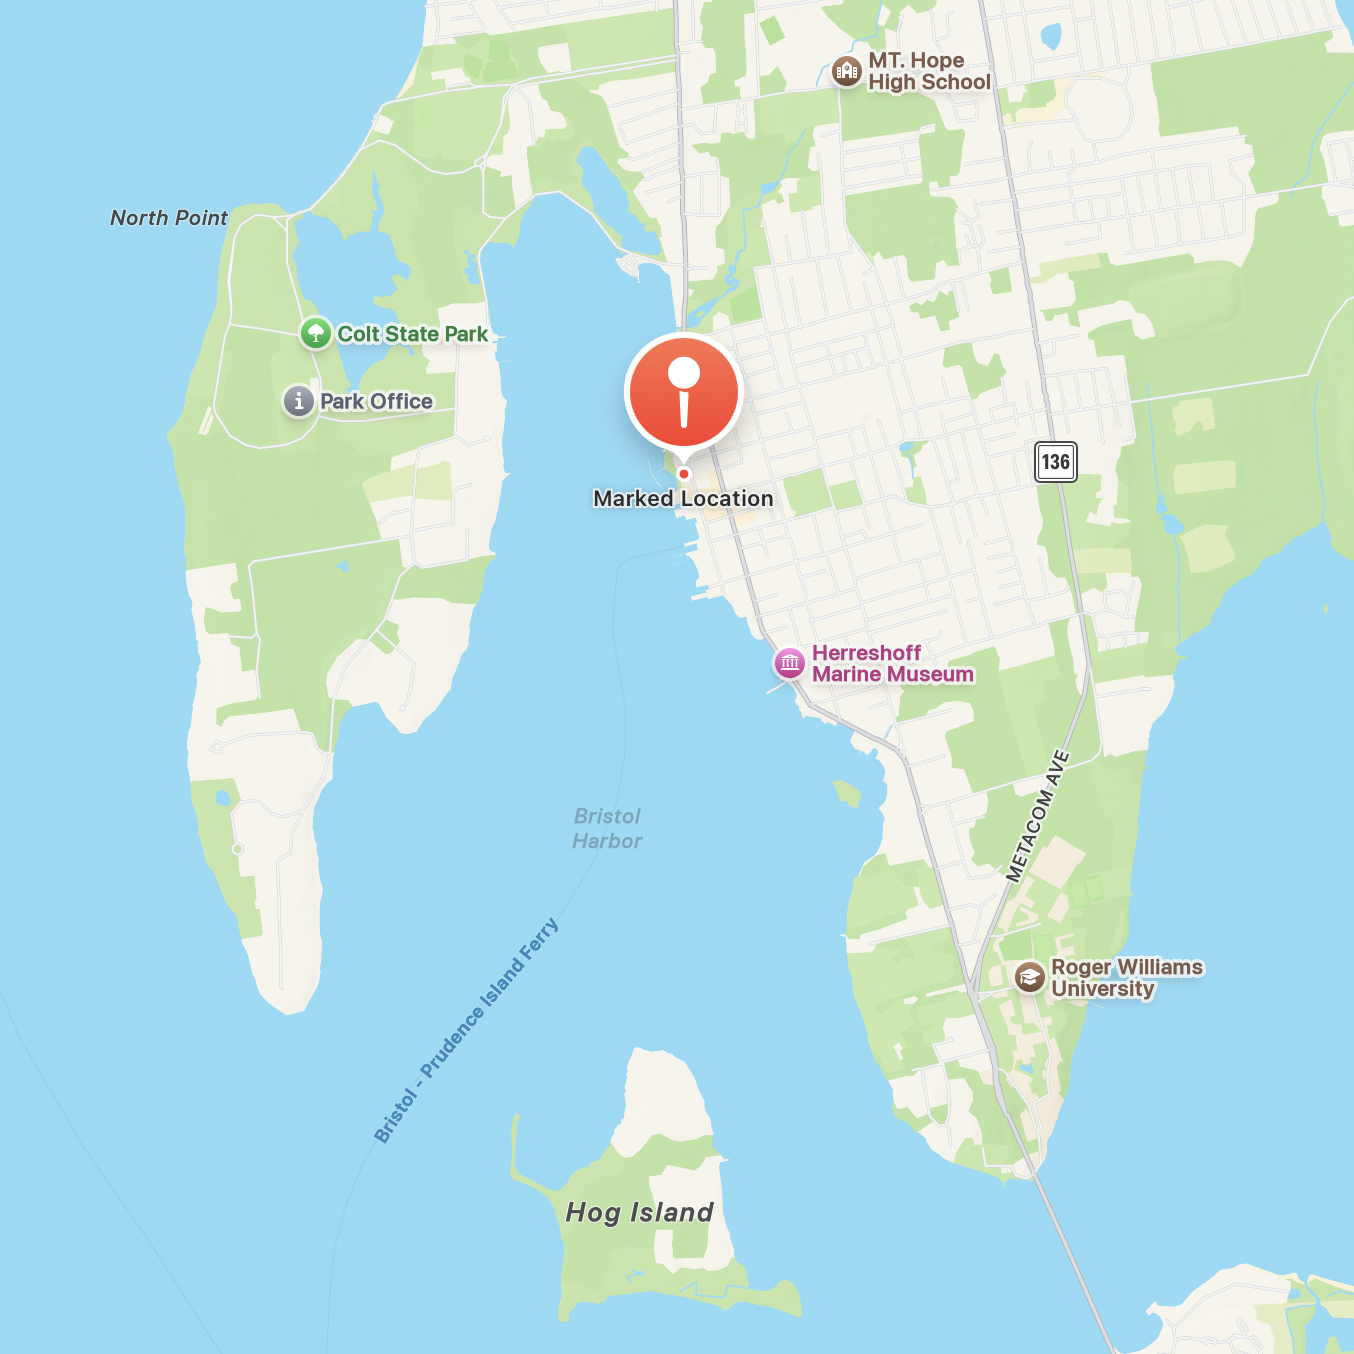 MT. Hope
High School
North Point
Colt State Park
Park Office
136
Marked Location
Herreshoff
Marine Museum
METACOM AVE
Bristol
Harbor
Bristol - Prudence Island Ferry
Roger Williams
University
Hog Island